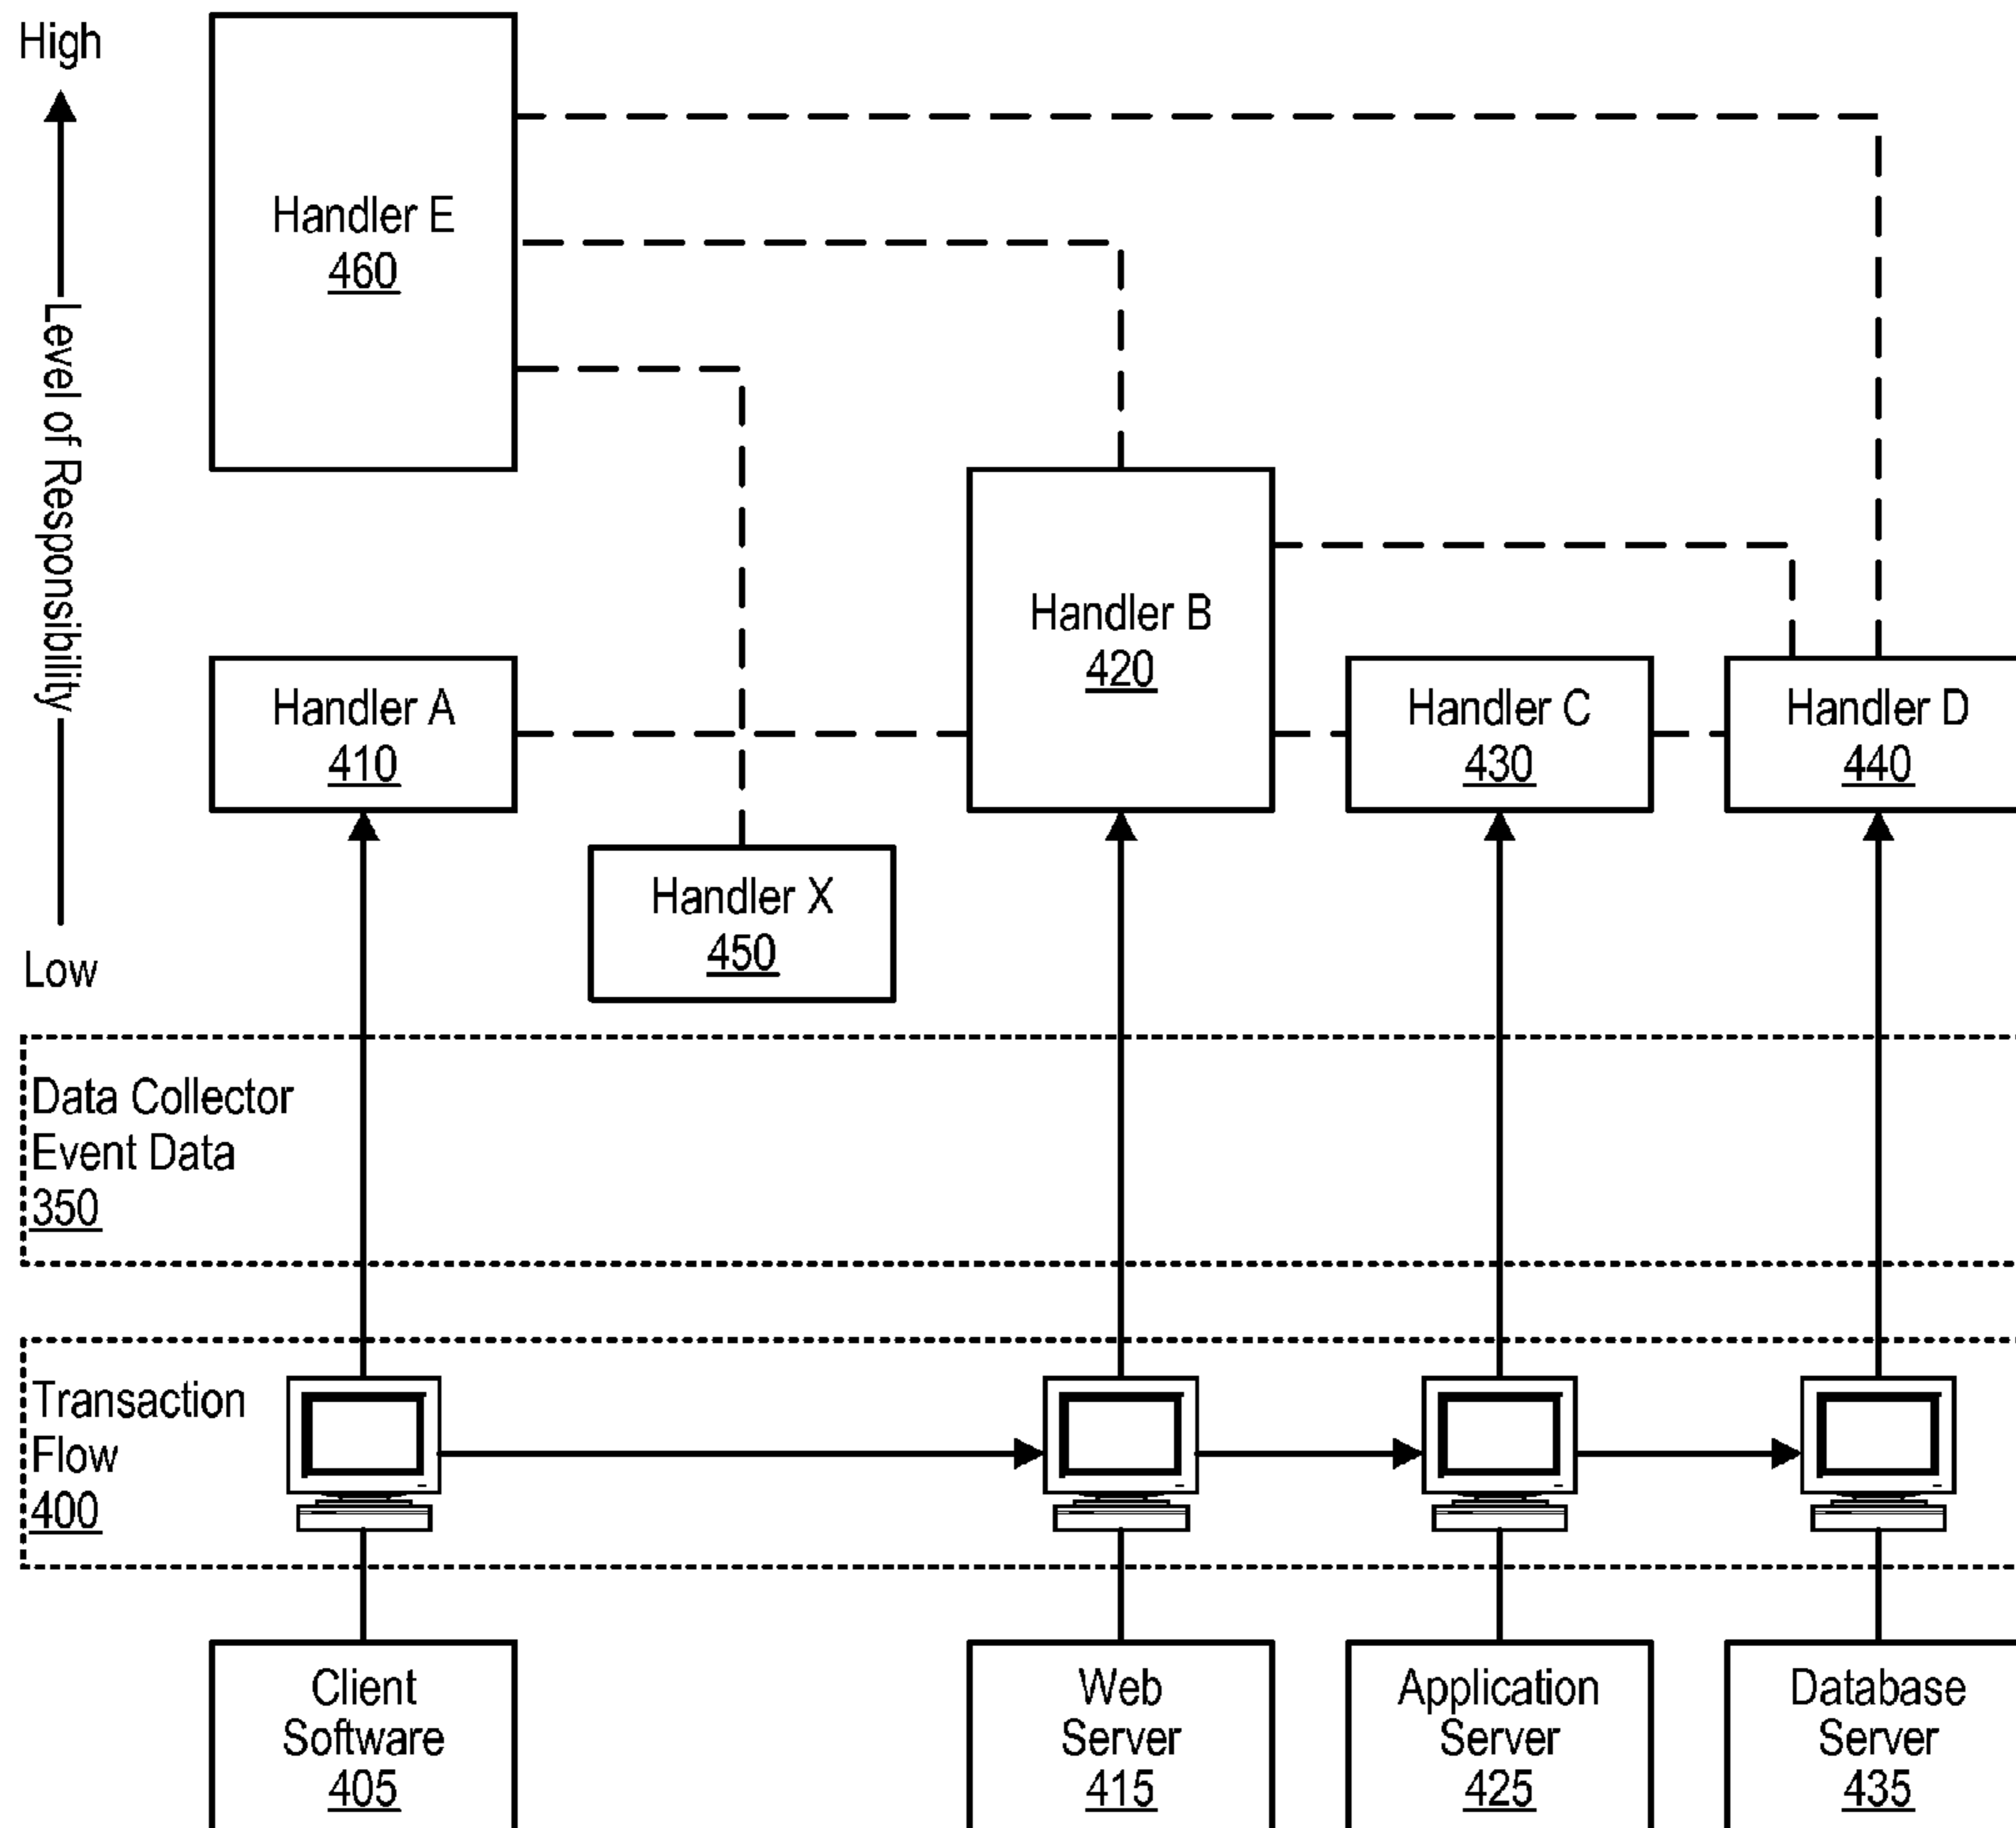 High
Level of Responsibility
Low
Handler E
460
Handler B
420
Handler A
410
Handler C
430
Handler D
440
Handler X
450
Data Collector
Event Data
350
Transaction
Flow
400
Client
Software
405
Web
Server
415
Application
Server
425
Database
Server
435